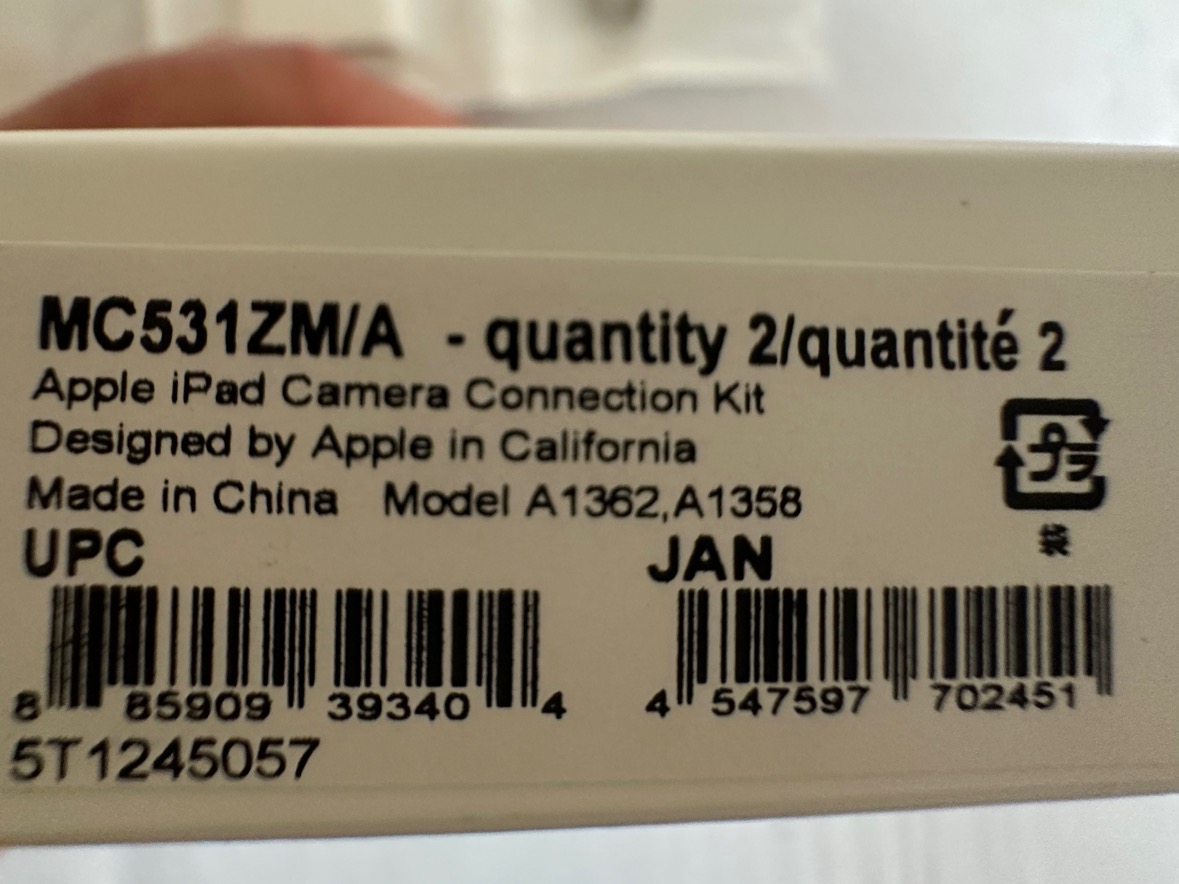 MC531ZM/A - quantity 2/quantité 2
Apple iPad Camera Connection Kit
Designed by Apple in California
Made in China Model A1362,A1358
プラ
袋
UPC JAN
8 85909 39340 4 4 547597 702451
5T1245057